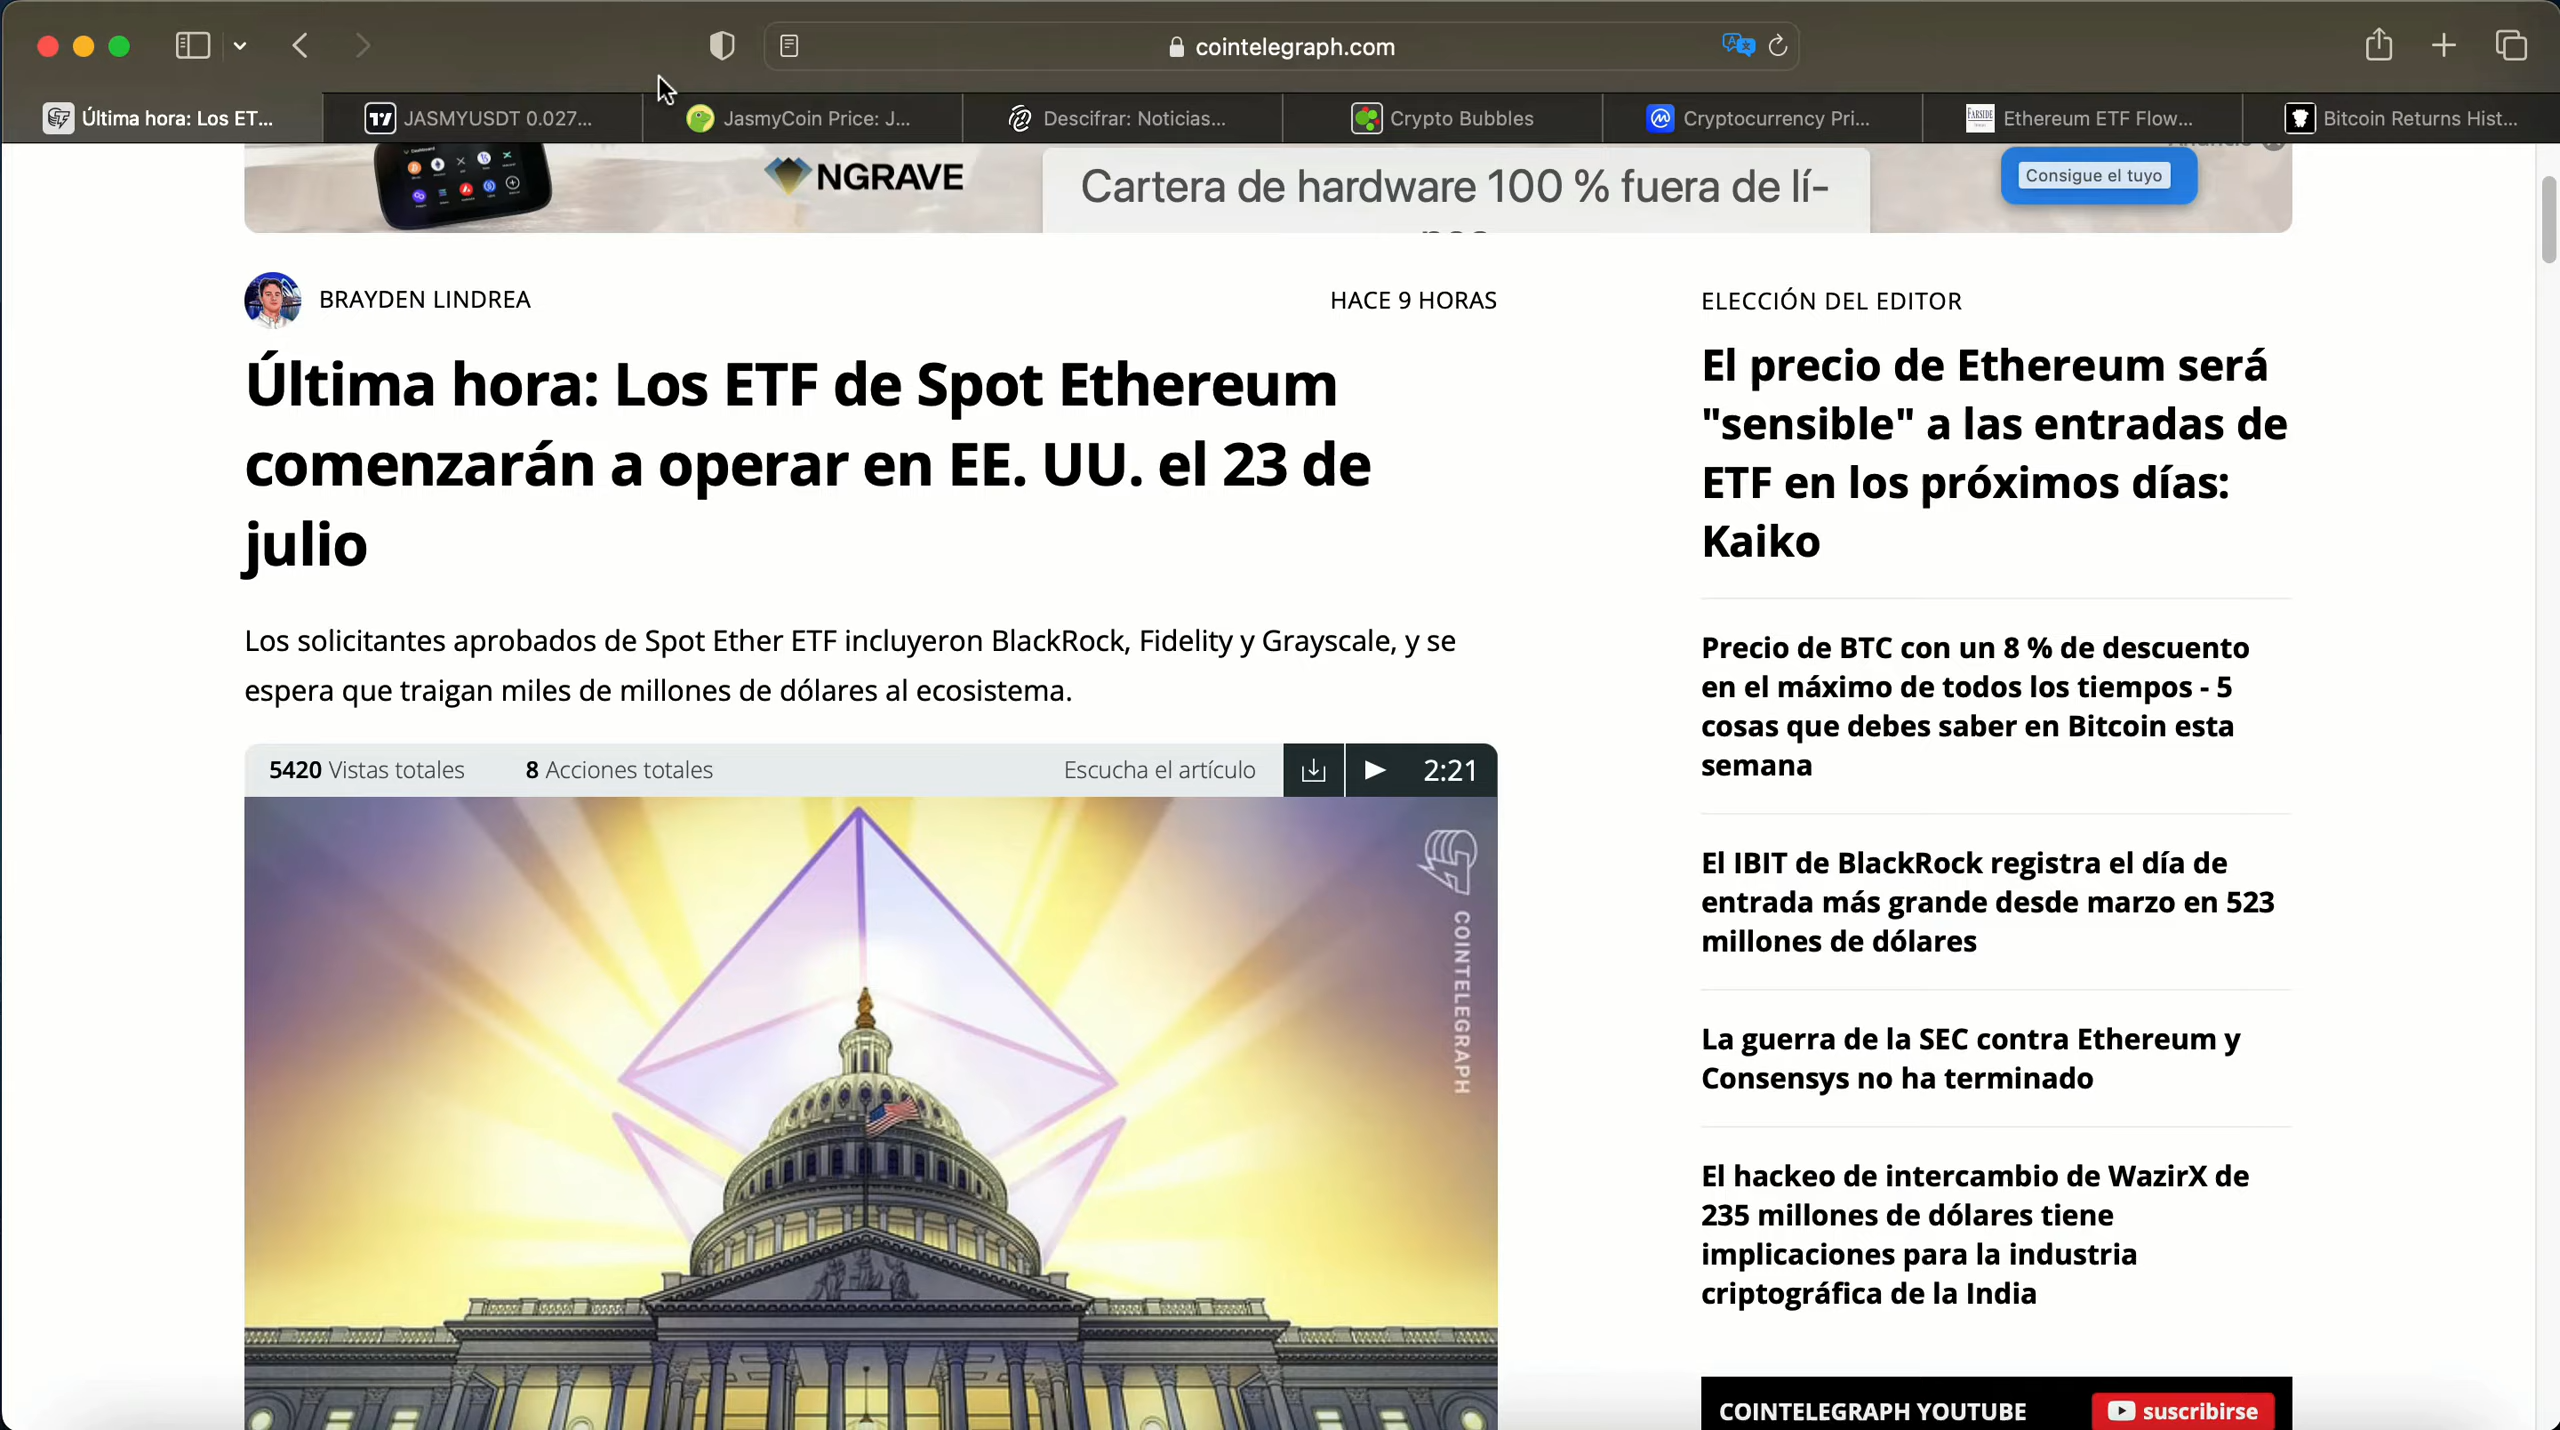 cointelegraph.com
Última hora: Los ET...
JASMYUSDT 0.027...
JasmyCoin Price: J...
Descifrar: Noticias...
Crypto Bubbles
Cryptocurrency Pri...
FARSIDE
Ethereum ETF Flow...
Bitcoin Returns Hist...
NGRAVE
Cartera de hardware 100 % fuera de lí-
Consigue el tuyo
BRAYDEN LINDREA
HACE 9 HORAS
Última hora: Los ETF de Spot Ethereum
comenzarán a operar en EE. UU. el 23 de
julio
Los solicitantes aprobados de Spot Ether ETF incluyeron BlackRock, Fidelity y Grayscale, y se
espera que traigan miles de millones de dólares al ecosistema.
5420 Vistas totales
8 Acciones totales
Escucha el artículo
2:21
COINTELEGRAPH
ELECCIÓN DEL EDITOR
El precio de Ethereum será
"sensible" a las entradas de
ETF en los próximos días:
Kaiko
Precio de BTC con un 8 % de descuento
en el máximo de todos los tiempos - 5
cosas que debes saber en Bitcoin esta
semana
El IBIT de BlackRock registra el día de
entrada más grande desde marzo en 523
millones de dólares
La guerra de la SEC contra Ethereum y
Consensys no ha terminado
El hackeo de intercambio de WazirX de
235 millones de dólares tiene
implicaciones para la industria
criptográfica de la India
COINTELEGRAPH YOUTUBE
suscribirse